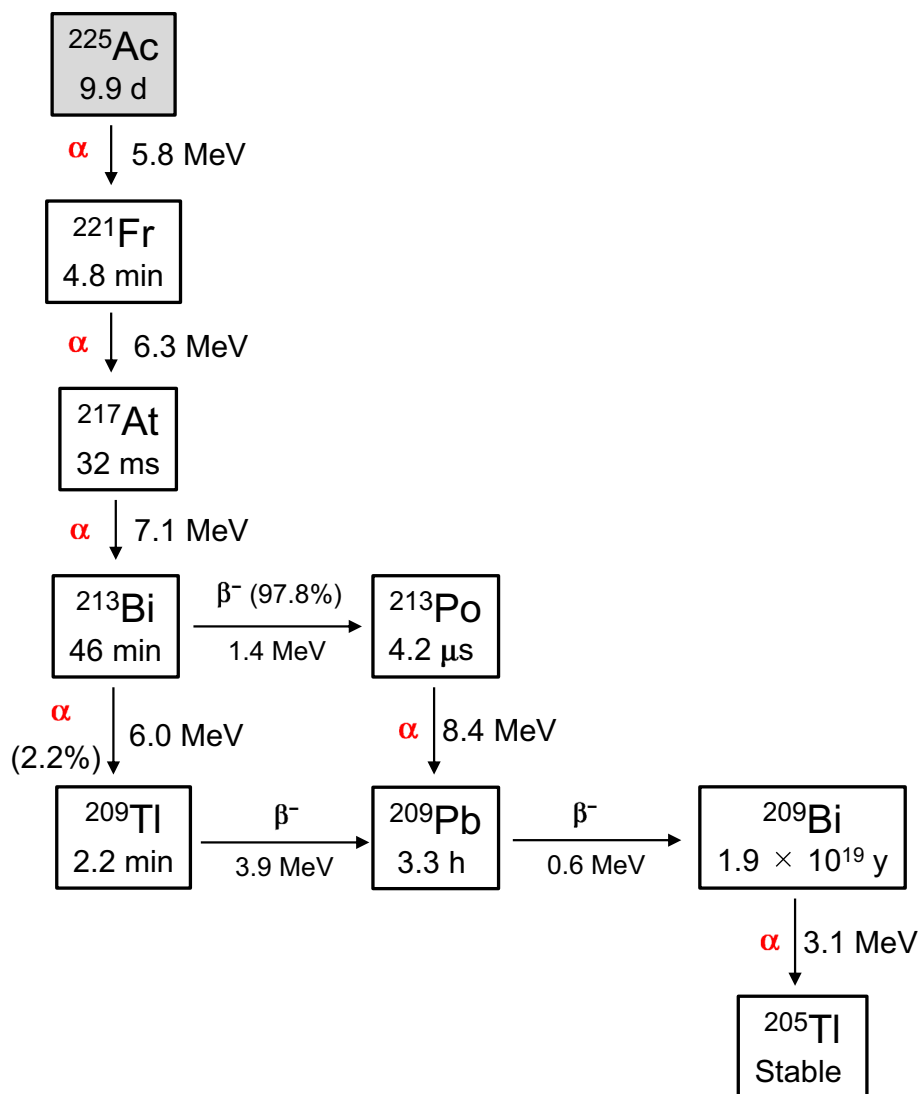 ²²⁵Ac
9.9 d
α 5.8 MeV
²²¹Fr
4.8 min
α 6.3 MeV
²¹⁷At
32 ms
α 7.1 MeV
²¹³Bi
46 min
β⁻ (97.8%)
1.4 MeV
²¹³Po
4.2 μs
α
(2.2%)
6.0 MeV
α 8.4 MeV
²⁰⁹Tl
2.2 min
β⁻
3.9 MeV
²⁰⁹Pb
3.3 h
β⁻
0.6 MeV
²⁰⁹Bi
1.9 × 10¹⁹ y
α 3.1 MeV
²⁰⁵Tl
Stable